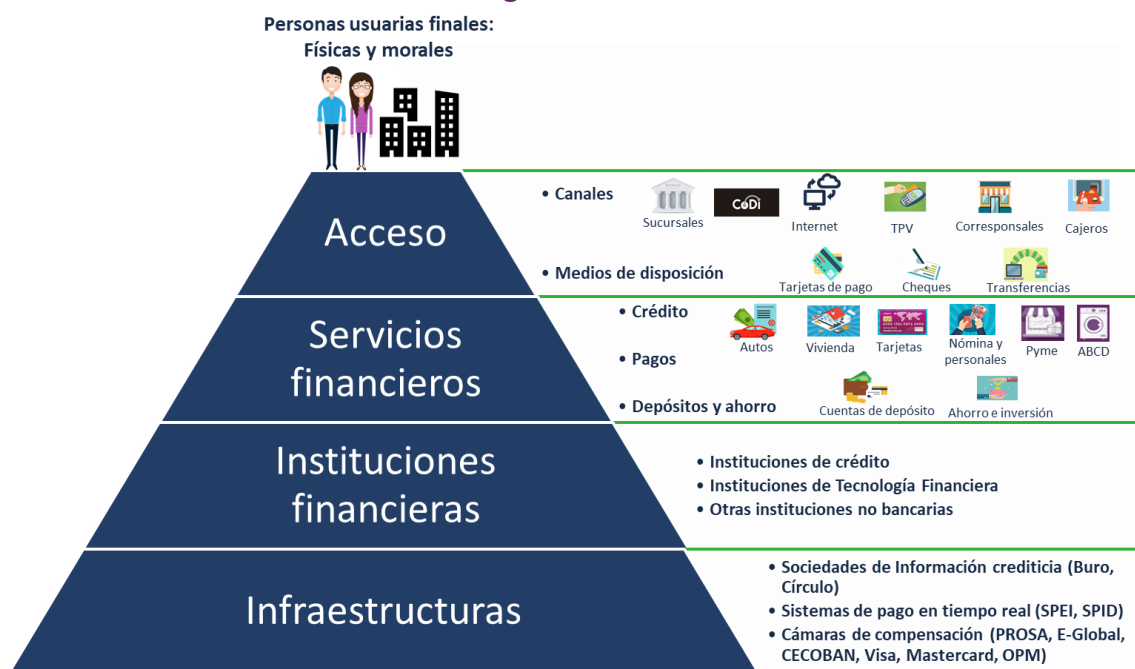 Personas usuarias finales:
Físicas y morales
Acceso
• Canales
Sucursales
CoDi
Internet
TPV
Corresponsales
Cajeros
• Medios de disposición
Tarjetas de pago
Cheques
Transferencias
Servicios
financieros
• Crédito
Autos
Vivienda
Tarjetas
Nómina y
personales
Pyme
ABCD
• Pagos
• Depósitos y ahorro
Cuentas de depósito
Ahorro e inversión
Instituciones
financieras
• Instituciones de crédito
• Instituciones de Tecnología Financiera
• Otras instituciones no bancarias
Infraestructuras
• Sociedades de Información crediticia (Buro,
Círculo)
• Sistemas de pago en tiempo real (SPEI, SPID)
• Cámaras de compensación (PROSA, E-Global,
CECOBAN, Visa, Mastercard, OPM)